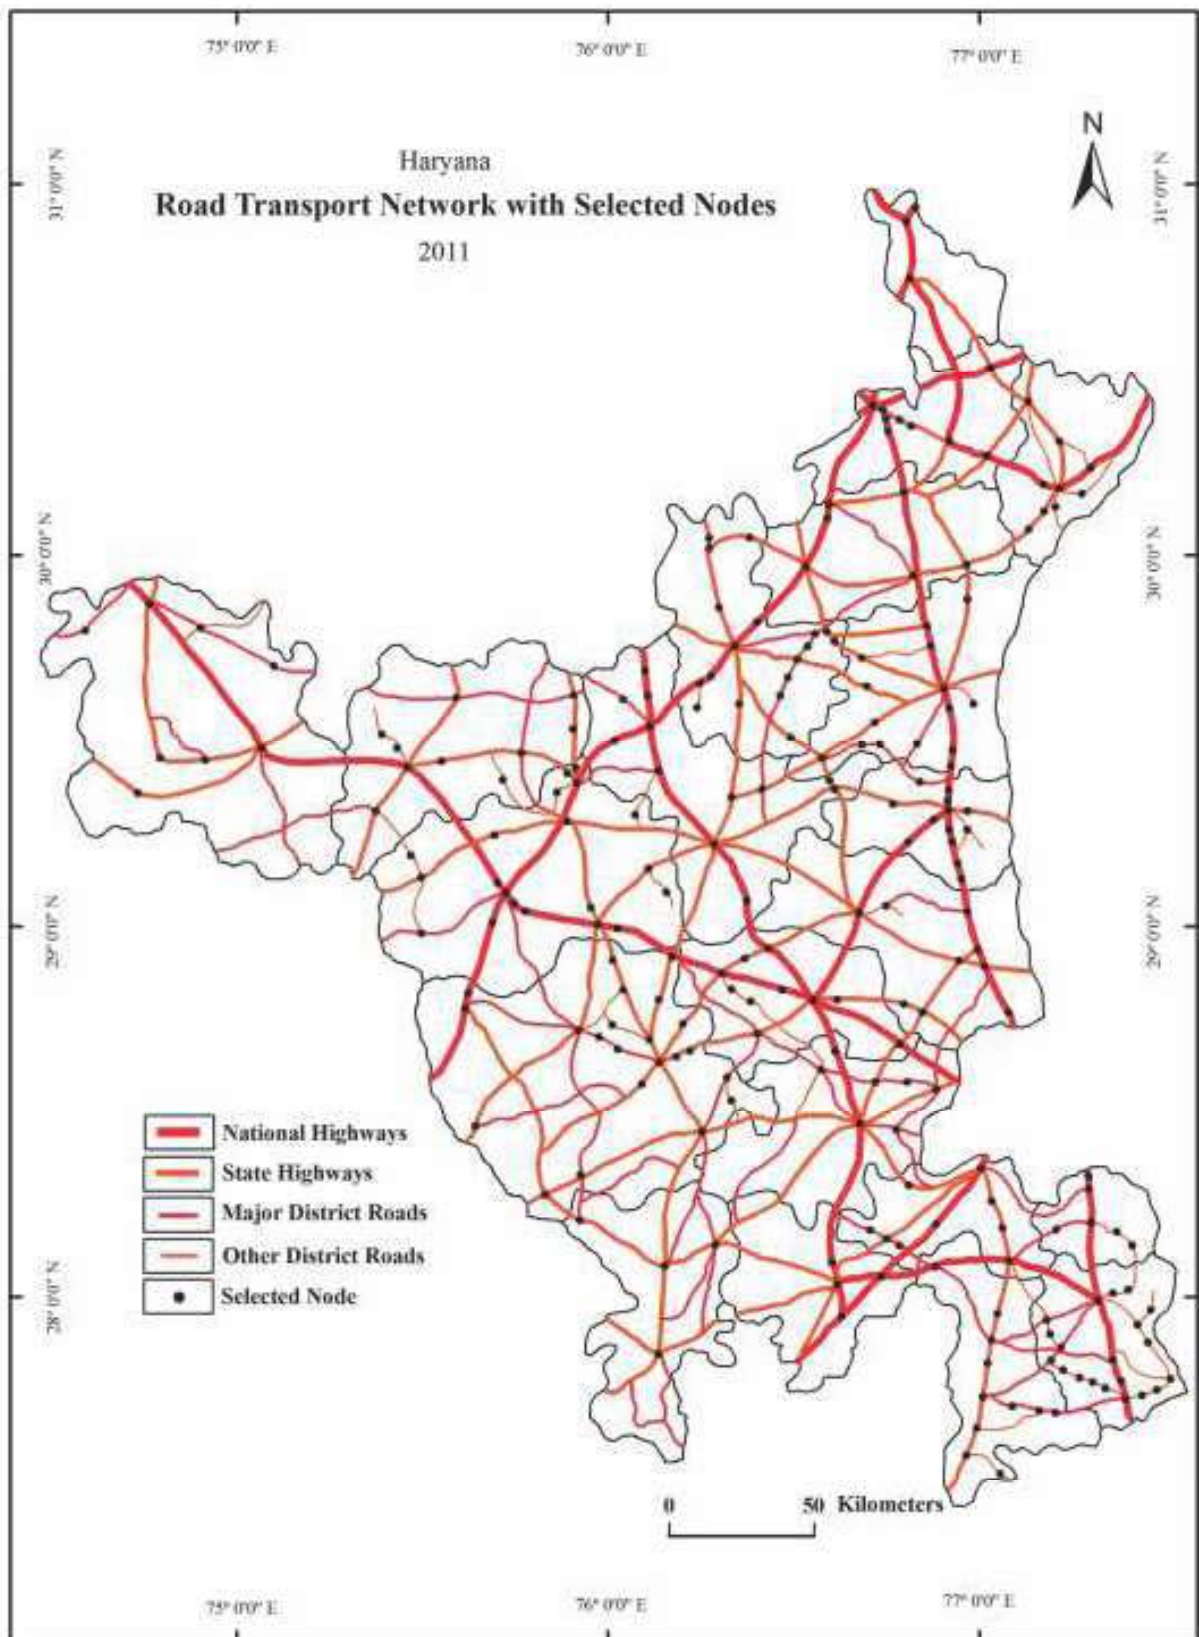 75° 0'0" E
76° 0'0" E
77° 0'0" E
N
Haryana
Road Transport Network with Selected Nodes
2011
31° 0'0" N
31° 0'0" N
30° 0'0" N
30° 0'0" N
29° 0'0" N
29° 0'0" N
28° 0'0" N
28° 0'0" N
National Highways
State Highways
Major District Roads
Other District Roads
Selected Node
0 50 Kilometers
75° 0'0" E
76° 0'0" E
77° 0'0" E